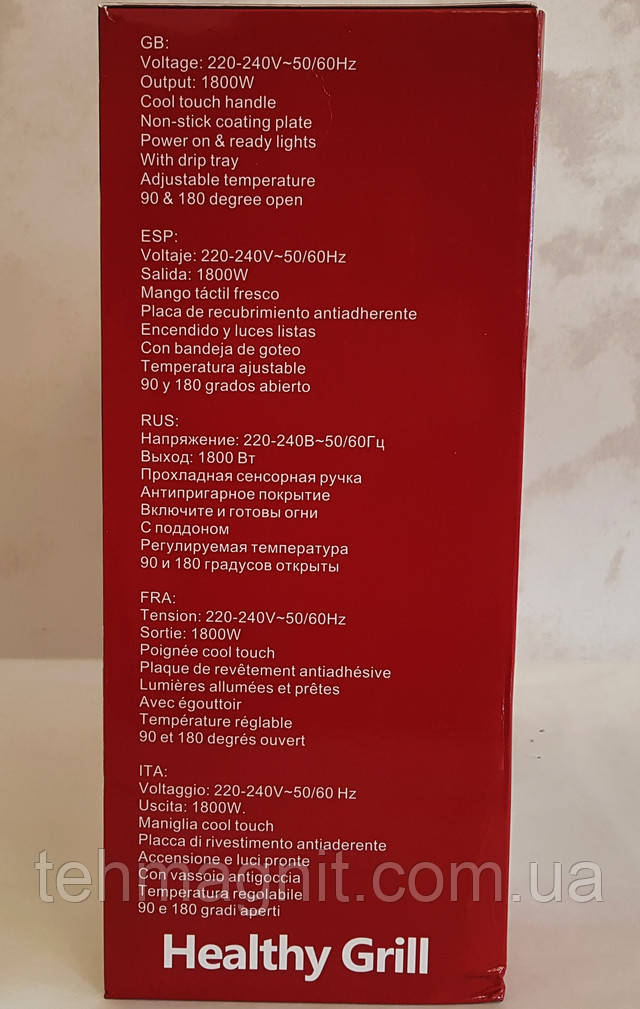 GB:
Voltage: 220-240V~50/60Hz
Output: 1800W
Cool touch handle
Non-stick coating plate
Power on & ready lights
With drip tray
Adjustable temperature
90 & 180 degree open
ESP:
Voltaje: 220-240V~50/60Hz
Salida: 1800W
Mango táctil fresco
Placa de recubrimiento antiadherente
Encendido y luces listas
Con bandeja de goteo
Temperatura ajustable
90 y 180 grados abierto
RUS:
Напряжение: 220-240В~50/60Гц
Выход: 1800 Вт
Прохладная сенсорная ручка
Антипригарное покрытие
Включите и готовы огни
С поддоном
Регулируемая температура
90 и 180 градусов открыты
FRA:
Tension: 220-240V~50/60Hz
Sortie: 1800W
Poignée cool touch
Plaque de revêtement antiadhésive
Lumières allumées et prêtes
Avec égouttoir
Température réglable
90 et 180 degrés ouvert
ITA:
Voltaggio: 220-240V~50/60 Hz
Uscita: 1800W.
Maniglia cool touch
Placca di rivestimento antiaderente
Accensione e luci pronte
Con vassoio antigoccia
Temperatura regolabile
90 e 180 gradi aperti
tehmagnit.com.ua
Healthy Grill